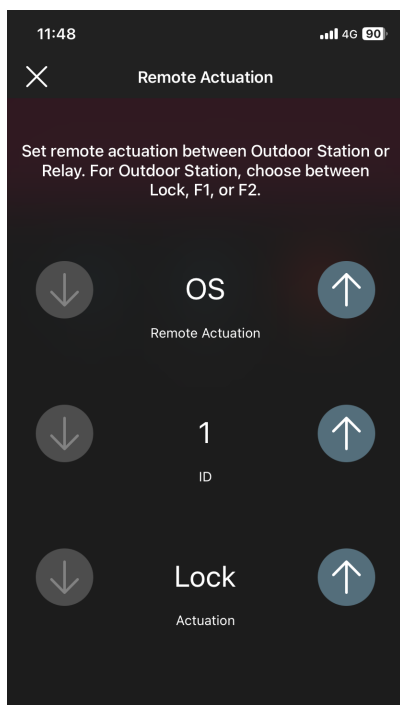 11:48
4G 90
Remote Actuation
Set remote actuation between Outdoor Station or
Relay. For Outdoor Station, choose between
Lock, F1, or F2.
OS
Remote Actuation
1
ID
Lock
Actuation